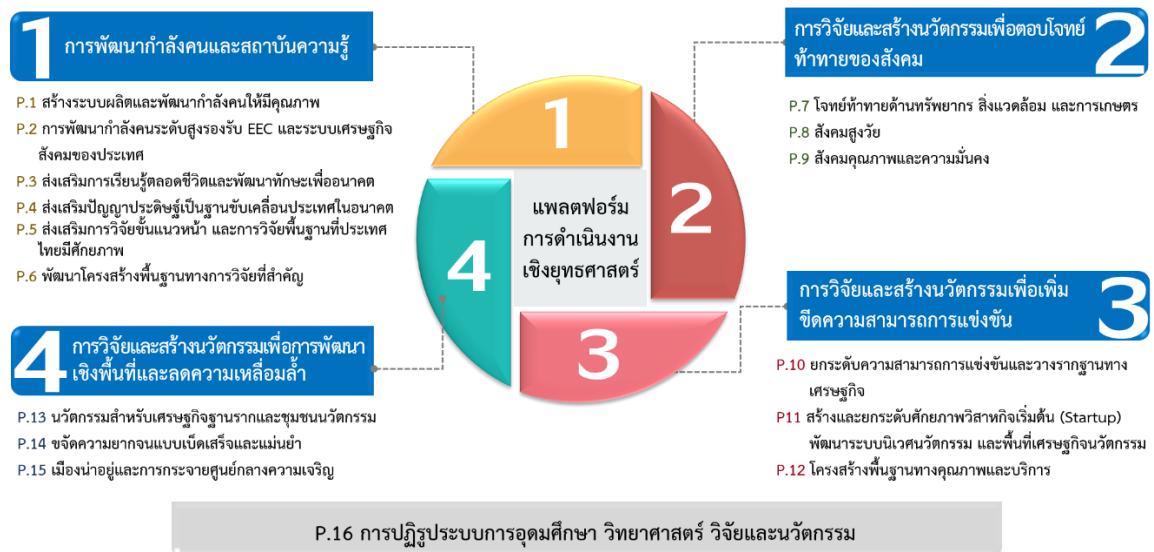 1
การพัฒนากำลังคนและสถาบันความรู้
P.1 สร้างระบบผลิตและพัฒนากำลังคนให้มีคุณภาพ
P.2 การพัฒนากำลังคนระดับสูงรองรับ EEC และระบบเศรษฐกิจ
สังคมของประเทศ
P.3 ส่งเสริมการเรียนรู้ตลอดชีวิตและพัฒนาทักษะเพื่ออนาคต
P.4 ส่งเสริมปัญญาประดิษฐ์เป็นฐานขับเคลื่อนประเทศในอนาคต
P.5 ส่งเสริมการวิจัยขั้นแนวหน้า และการวิจัยพื้นฐานที่ประเทศ
ไทยมีศักยภาพ
P.6 พัฒนาโครงสร้างพื้นฐานทางการวิจัยที่สำคัญ
การวิจัยและสร้างนวัตกรรมเพื่อตอบโจทย์
ท้าทายของสังคม
2
P.7 โจทย์ท้าทายด้านทรัพยากร สิ่งแวดล้อม และการเกษตร
P.8 สังคมสูงวัย
P.9 สังคมคุณภาพและความมั่นคง
1
2
3
4
แพลตฟอร์ม
การดำเนินงาน
เชิงยุทธศาสตร์
การวิจัยและสร้างนวัตกรรมเพื่อเพิ่ม
ขีดความสามารถการแข่งขัน
3
P.10 ยกระดับความสามารถการแข่งขันและวางรากฐานทาง
เศรษฐกิจ
P11 สร้างและยกระดับศักยภาพวิสาหกิจเริ่มต้น (Startup)
พัฒนาระบบนิเวศนวัตกรรม และพื้นที่เศรษฐกิจนวัตกรรม
P.12 โครงสร้างพื้นฐานทางคุณภาพและบริการ
4
การวิจัยและสร้างนวัตกรรมเพื่อการพัฒนา
เชิงพื้นที่และลดความเหลื่อมล้ำ
P.13 นวัตกรรมสำหรับเศรษฐกิจฐานรากและชุมชนนวัตกรรม
P.14 ขจัดความยากจนแบบเบ็ดเสร็จและแม่นยำ
P.15 เมืองน่าอยู่และการกระจายศูนย์กลางความเจริญ
P.16 การปฏิรูประบบการอุดมศึกษา วิทยาศาสตร์ วิจัยและนวัตกรรม